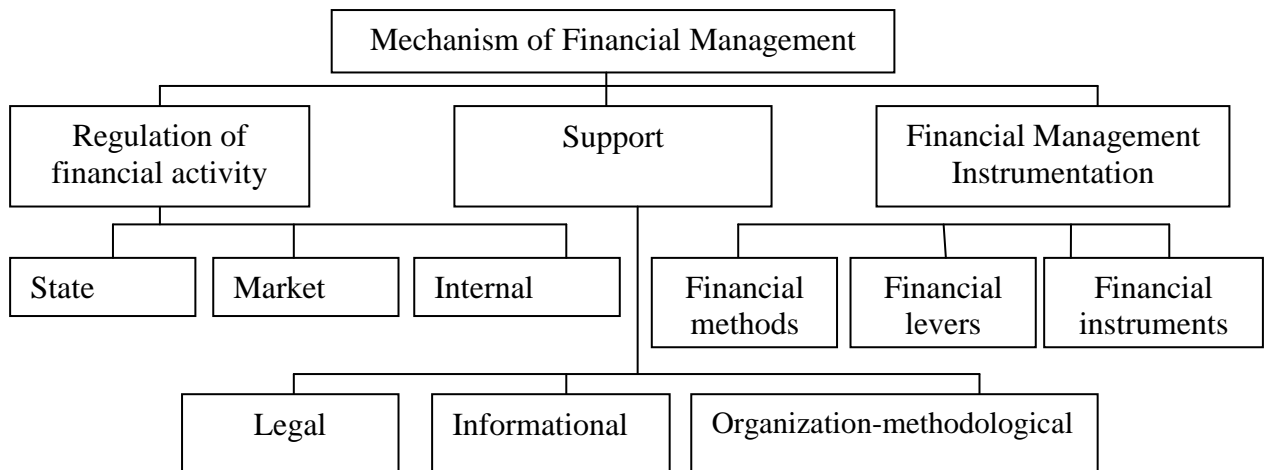 Mechanism of Financial Management
Regulation of
financial activity
Support
Financial Management
Instrumentation
State
Market
Internal
Financial
methods
Financial
levers
Financial
instruments
Legal
Informational
Organization-methodological